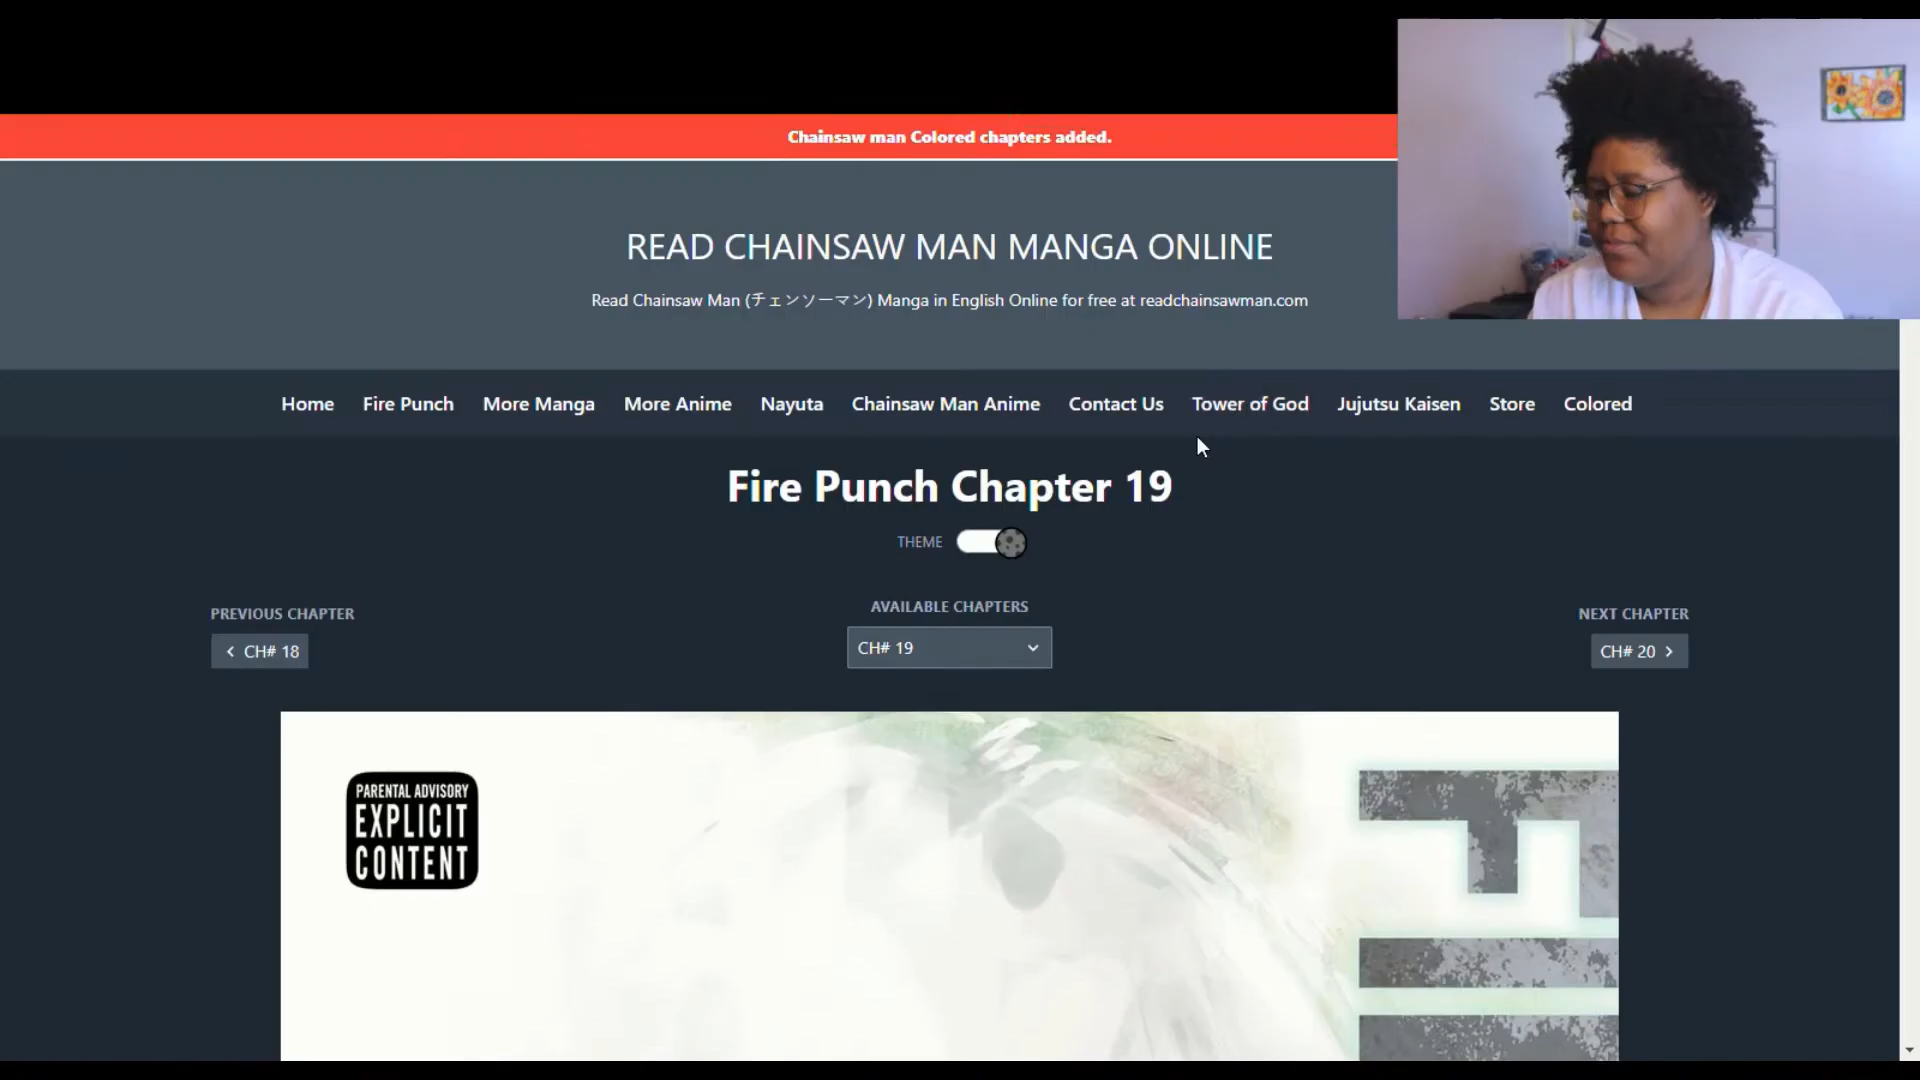 Chainsaw man Colored chapters added.
READ CHAINSAW MAN MANGA ONLINE
Read Chainsaw Man (チェンソーマン) Manga in English Online for free at readchainsawman.com
Home Fire Punch More Manga More Anime Nayuta Chainsaw Man Anime Contact Us Tower of God Jujutsu Kaisen Store Colored
Fire Punch Chapter 19
THEME
PREVIOUS CHAPTER
AVAILABLE CHAPTERS
NEXT CHAPTER
CH# 18
CH# 19
CH# 20
PARENTAL ADVISORY
EXPLICIT
CONTENT